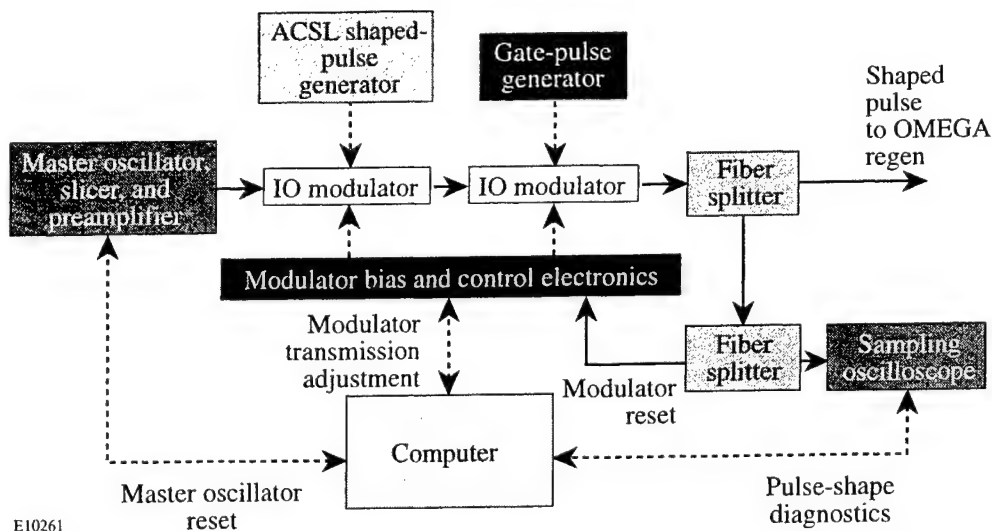 ACSL shaped-
pulse
generator
Gate-pulse
generator
Shaped
pulse
to OMEGA
regen
Master oscillator,
slicer, and
preamplifier
IO modulator
IO modulator
Fiber
splitter
Modulator bias and control electronics
Modulator
transmission
adjustment
Modulator
reset
Fiber
splitter
Sampling
oscilloscope
Computer
Master oscillator
reset
Pulse-shape
diagnostics
E10261